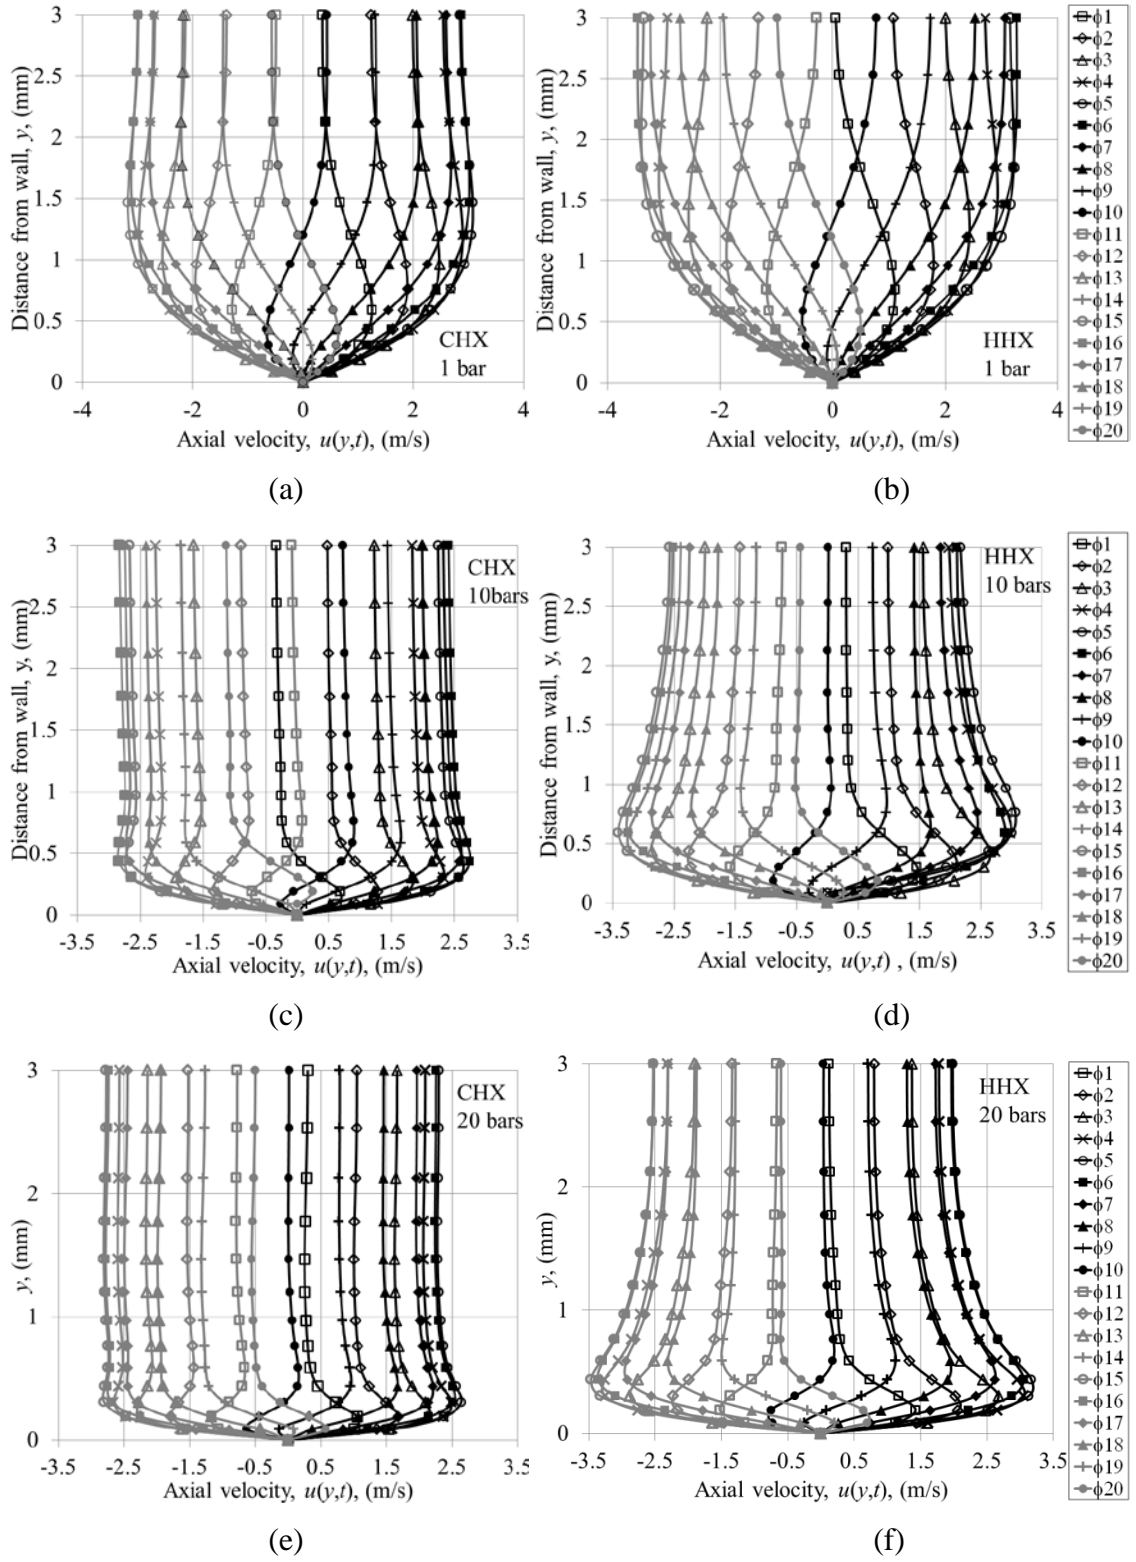 3
2.5
2
1.5
1
0.5
0
Distance from wall, y, (mm)
CHX
1 bar
-4
-2
0
2
4
Axial velocity, u(y,t), (m/s)
(a)
3
2.5
2
1.5
1
0.5
0
Distance from wall, y, (mm)
HHX
1 bar
-4
-2
0
2
4
Axial velocity, u(y,t), (m/s)
(b)
ϕ1
ϕ2
ϕ3
ϕ4
ϕ5
ϕ6
ϕ7
ϕ8
ϕ9
ϕ10
ϕ11
ϕ12
ϕ13
ϕ14
ϕ15
ϕ16
ϕ17
ϕ18
ϕ19
ϕ20
3
2.5
2
1.5
1
0.5
0
Distance from wall, y, (mm)
CHX
10bars
-3.5
-2.5
-1.5
-0.5
0.5
1.5
2.5
3.5
Axial velocity, u(y,t), (m/s)
(c)
3
2.5
2
1.5
1
0.5
0
Distance from wall, y, (mm)
HHX
10 bars
-3.5
-2.5
-1.5
-0.5
0.5
1.5
2.5
3.5
Axial velocity, u(y,t) , (m/s)
(d)
ϕ1
ϕ2
ϕ3
ϕ4
ϕ5
ϕ6
ϕ7
ϕ8
ϕ9
ϕ10
ϕ11
ϕ12
ϕ13
ϕ14
ϕ15
ϕ16
ϕ17
ϕ18
ϕ19
ϕ20
3
2
1
0
y, (mm)
CHX
20 bars
-3.5
-2.5
-1.5
-0.5
0.5
1.5
2.5
3.5
Axial velocity, u(y,t), (m/s)
(e)
3
2
1
0
y, (mm)
HHX
20 bars
-3.5
-2.5
-1.5
-0.5
0.5
1.5
2.5
3.5
Axial velocity, u(y,t), (m/s)
(f)
ϕ1
ϕ2
ϕ3
ϕ4
ϕ5
ϕ6
ϕ7
ϕ8
ϕ9
ϕ10
ϕ11
ϕ12
ϕ13
ϕ14
ϕ15
ϕ16
ϕ17
ϕ18
ϕ19
ϕ20